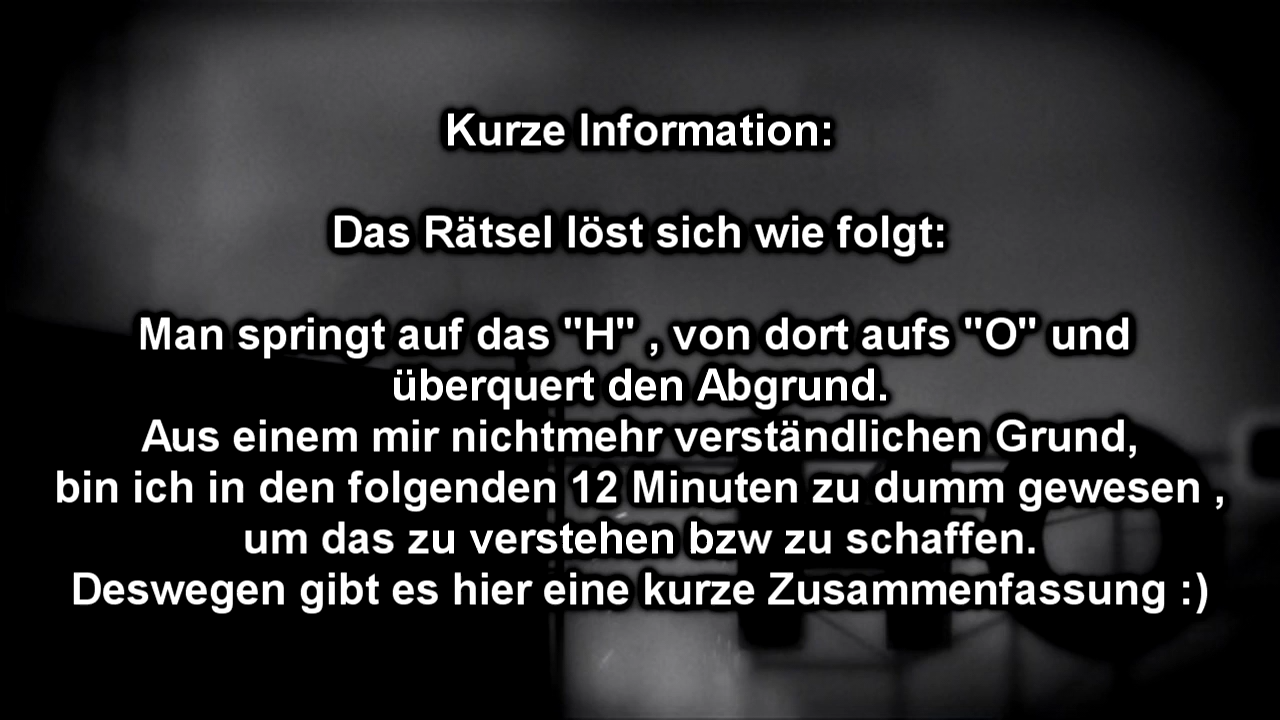 Kurze Information:
Das Rätsel löst sich wie folgt:
Man springt auf das "H" , von dort aufs "O" und
überquert den Abgrund.
Aus einem mir nichtmehr verständlichen Grund,
bin ich in den folgenden 12 Minuten zu dumm gewesen ,
um das zu verstehen bzw zu schaffen.
Deswegen gibt es hier eine kurze Zusammenfassung :)